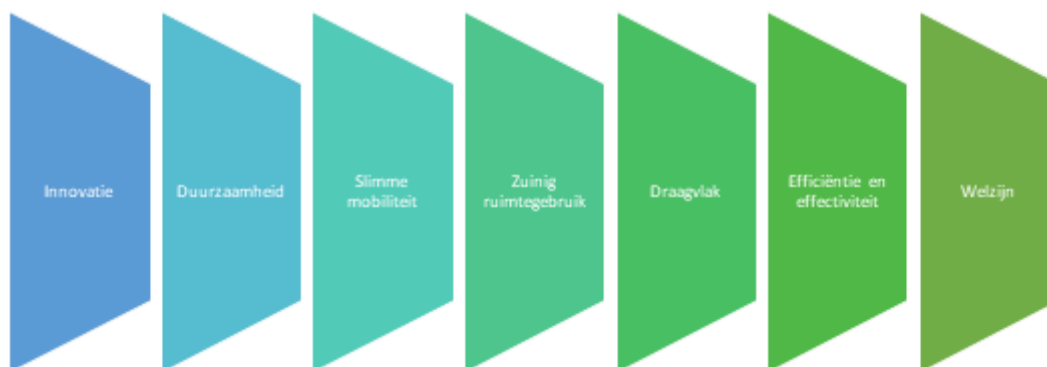 Innovatie
Duurzaamheid
Slimme
mobiliteit
Zuinig
ruimtegebruik
Draagvlak
Efficiëntie en
effectiviteit
Welzijn